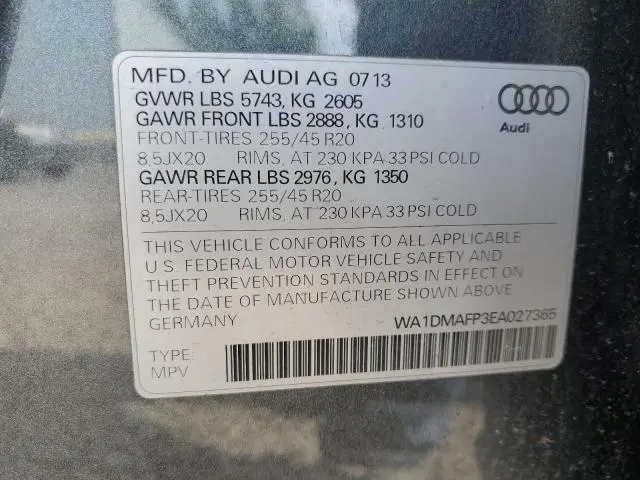 MFD. BY AUDI AG 0713
GVWR LBS 5743, KG 2605
GAWR FRONT LBS 2888, KG 1310
FRONT-TIRES 255/45 R20
8,5JX20 RIMS, AT 230 KPA 33 PSI COLD
GAWR REAR LBS 2976, KG 1350
REAR-TIRES 255/45 R20
8,5JX20 RIMS, AT 230 KPA 33 PSI COLD
Audi
THIS VEHICLE CONFORMS TO ALL APPLICABLE
U.S. FEDERAL MOTOR VEHICLE SAFETY AND
THEFT PREVENTION STANDARDS IN EFFECT ON
THE DATE OF MANUFACTURE SHOWN ABOVE
GERMANY WA1DMAFP3EA027365
TYPE:
MPV